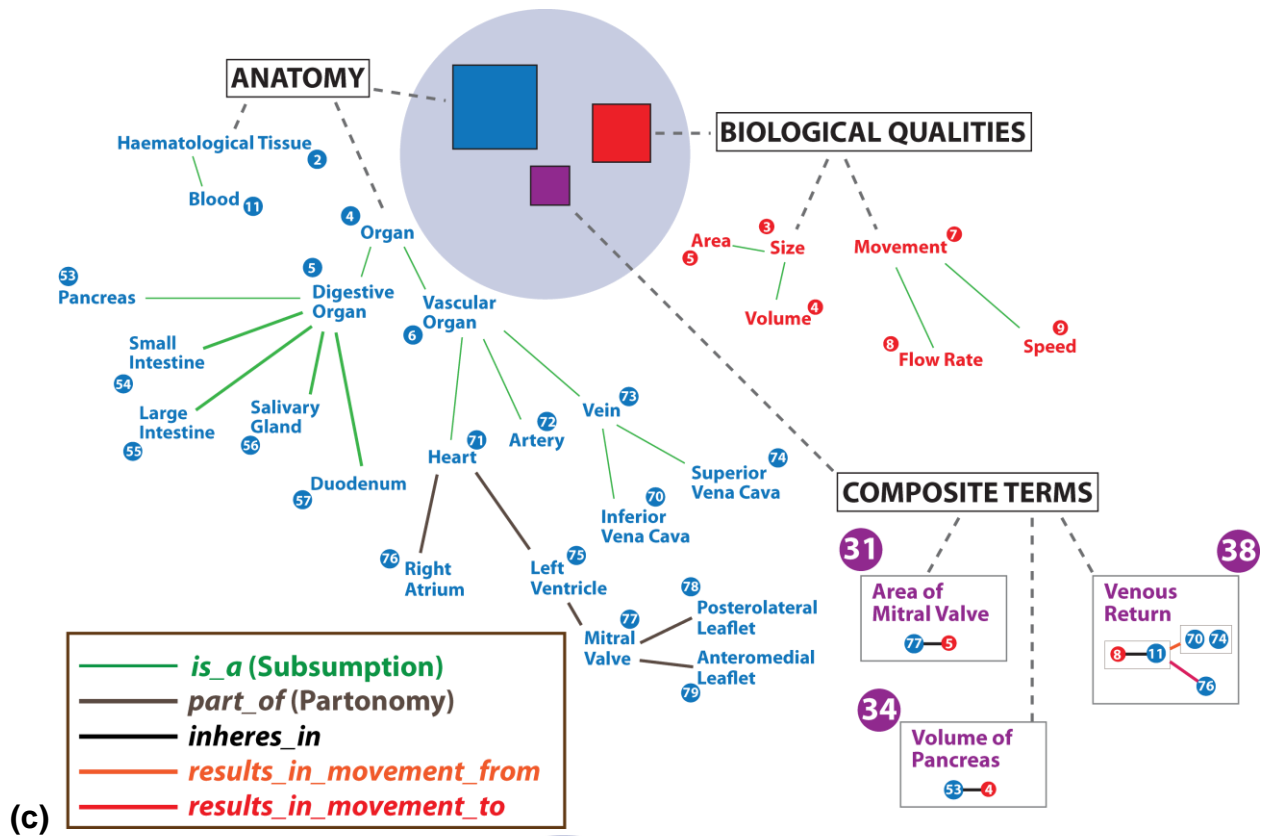 ANATOMY
BIOLOGICAL QUALITIES
Haematological Tissue
2
Blood
11
4
Organ
5
Digestive
Organ
53
Pancreas
Small
Intestine
54
Large
Intestine
55
Salivary
Gland
56
Duodenum
57
Vascular
Organ
6
Heart
71
Artery
72
Vein
73
Superior
Vena Cava
74
70
Inferior
Vena Cava
76
Right
Atrium
Left
Ventricle
75
77
Mitral
Valve
78
Posterolateral
Leaflet
Anteromedial
Leaflet
79
Area
5
3
Size
Volume
4
Movement
7
8
Flow Rate
9
Speed
COMPOSITE TERMS
31
Area of
Mitral Valve
77 5
38
Venous
Return
70 74
8 11
76
34
Volume of
Pancreas
53 4
is_a (Subsumption)
part_of (Partonomy)
inheres_in
results_in_movement_from
results_in_movement_to
(c)